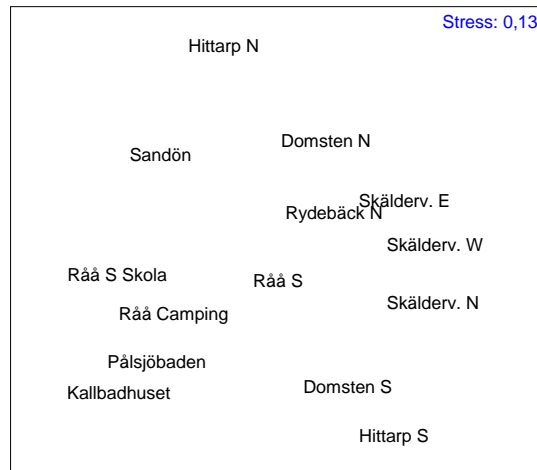 Stress: 0,13
Hittarp N
Domsten N
Sandön
Skälderv. E
Rydebäck N
Skälderv. W
Råå S Skola
Råå S
Skälderv. N
Råå Camping
Pålsjöbaden
Domsten S
Kallbadhuset
Hittarp S